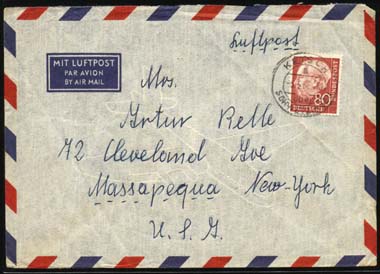 Luftpost
MIT LUFTPOST
PAR AVION
BY AIR MAIL
80
Mrs.
Artur Relle
72 Cleveland Ave
Massapequa New-York
U. S. A.